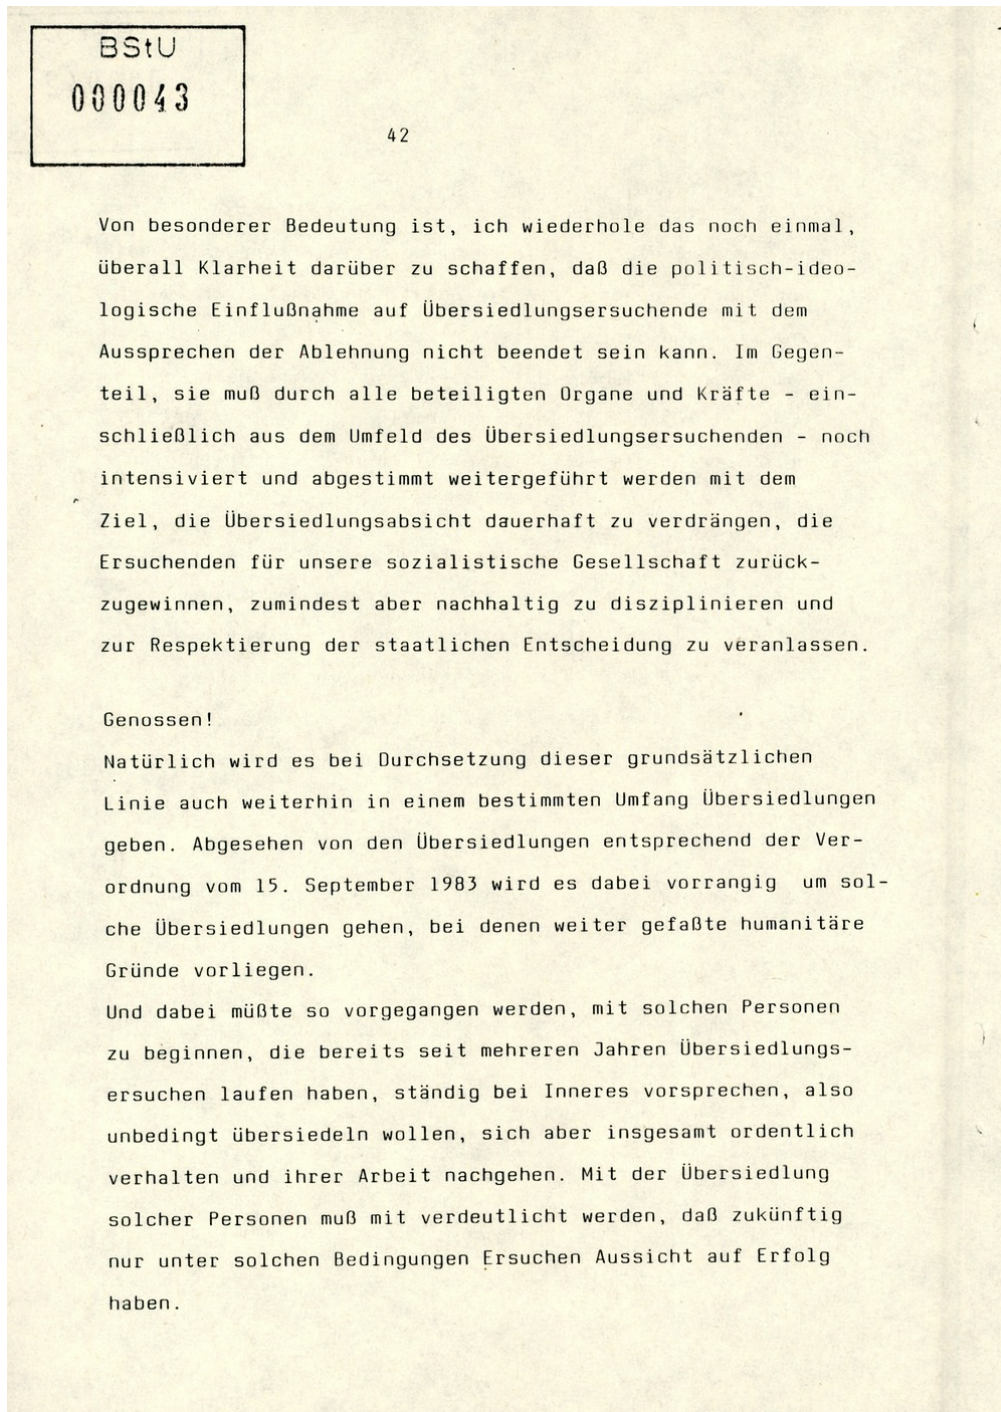 BStU
000043
42
Von besonderer Bedeutung ist, ich wiederhole das noch einmal,
überall Klarheit darüber zu schaffen, daß die politisch-ideo-
logische Einflußnahme auf Übersiedlungsersuchende mit dem
Aussprechen der Ablehnung nicht beendet sein kann. Im Gegen-
teil, sie muß durch alle beteiligten Organe und Kräfte - ein-
schließlich aus dem Umfeld des Übersiedlungsersuchenden - noch
intensiviert und abgestimmt weitergeführt werden mit dem
Ziel, die Übersiedlungsabsicht dauerhaft zu verdrängen, die
Ersuchenden für unsere sozialistische Gesellschaft zurück-
zugewinnen, zumindest aber nachhaltig zu disziplinieren und
zur Respektierung der staatlichen Entscheidung zu veranlassen.
Genossen!
Natürlich wird es bei Durchsetzung dieser grundsätzlichen
Linie auch weiterhin in einem bestimmten Umfang Übersiedlungen
geben. Abgesehen von den Übersiedlungen entsprechend der Ver-
ordnung vom 15. September 1983 wird es dabei vorrangig um sol-
che Übersiedlungen gehen, bei denen weiter gefaßte humanitäre
Gründe vorliegen.
Und dabei müßte so vorgegangen werden, mit solchen Personen
zu beginnen, die bereits seit mehreren Jahren Übersiedlungs-
ersuchen laufen haben, ständig bei Inneres vorsprechen, also
unbedingt übersiedeln wollen, sich aber insgesamt ordentlich
verhalten und ihrer Arbeit nachgehen. Mit der Übersiedlung
solcher Personen muß mit verdeutlicht werden, daß zukünftig
nur unter solchen Bedingungen Ersuchen Aussicht auf Erfolg
haben.